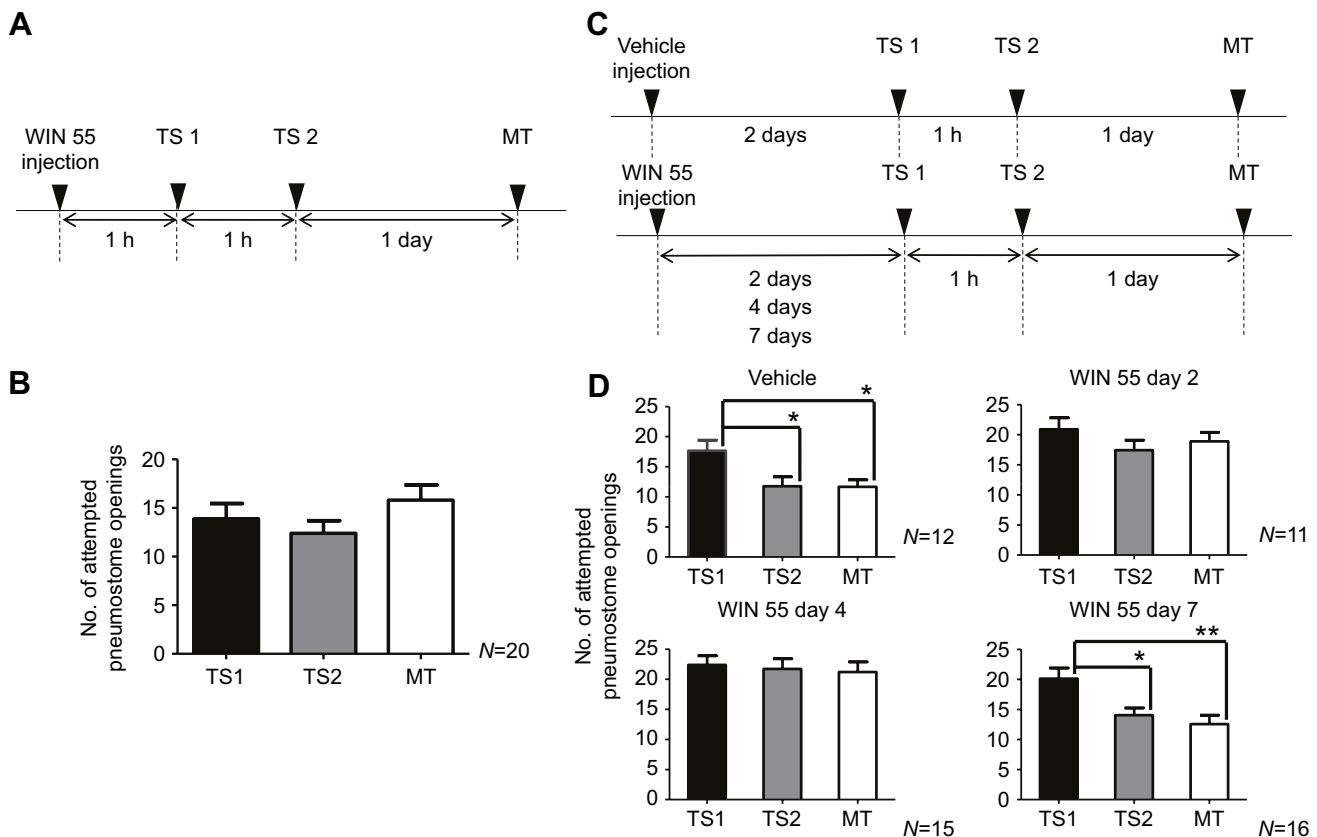 A
WIN 55
injection
TS 1
TS 2
MT
1 h
1 h
1 day
B
No. of attempted
pneumostome openings
20
15
10
5
0
TS1
TS2
MT
N=20
C
Vehicle
injection
TS 1
TS 2
MT
2 days
1 h
1 day
WIN 55
injection
TS 1
TS 2
MT
2 days
4 days
7 days
1 h
1 day
D
No. of attempted
pneumostome openings
Vehicle
25
20
15
10
5
0
*
*
TS1
TS2
MT
N=12
WIN 55 day 2
25
20
15
10
5
0
TS1
TS2
MT
N=11
WIN 55 day 4
25
20
15
10
5
0
TS1
TS2
MT
N=15
WIN 55 day 7
25
20
15
10
5
0
*
**
TS1
TS2
MT
N=16